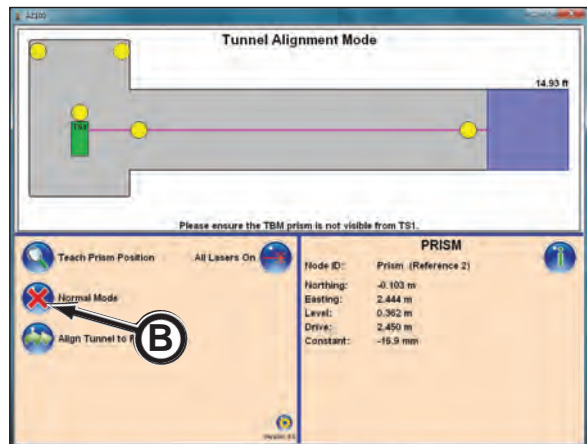 AZ100
Tunnel Alignment Mode
14.93 ft
TS1
Please ensure the TBM prism is not visible from TS1.
Teach Prism Position
All Lasers On
Normal Mode
Align Tunnel to
B
PRISM
Node ID: Prism (Reference 2)
Northing: -0.103 m
Easting: 2.444 m
Level: 0.362 m
Drive: 2.450 m
Constant: -16.9 mm